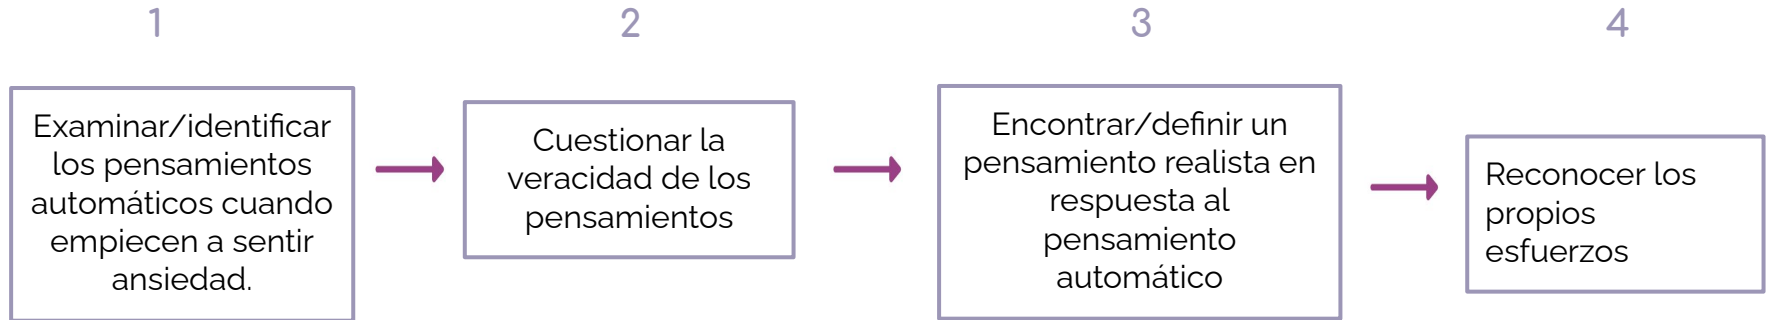 1
Examinar/identificar
los pensamientos
automáticos cuando
empiecen a sentir
ansiedad.
2
Cuestionar la
veracidad de los
pensamientos
3
Encontrar/definir un
pensamiento realista en
respuesta al
pensamiento
automático
4
Reconocer los
propios
esfuerzos